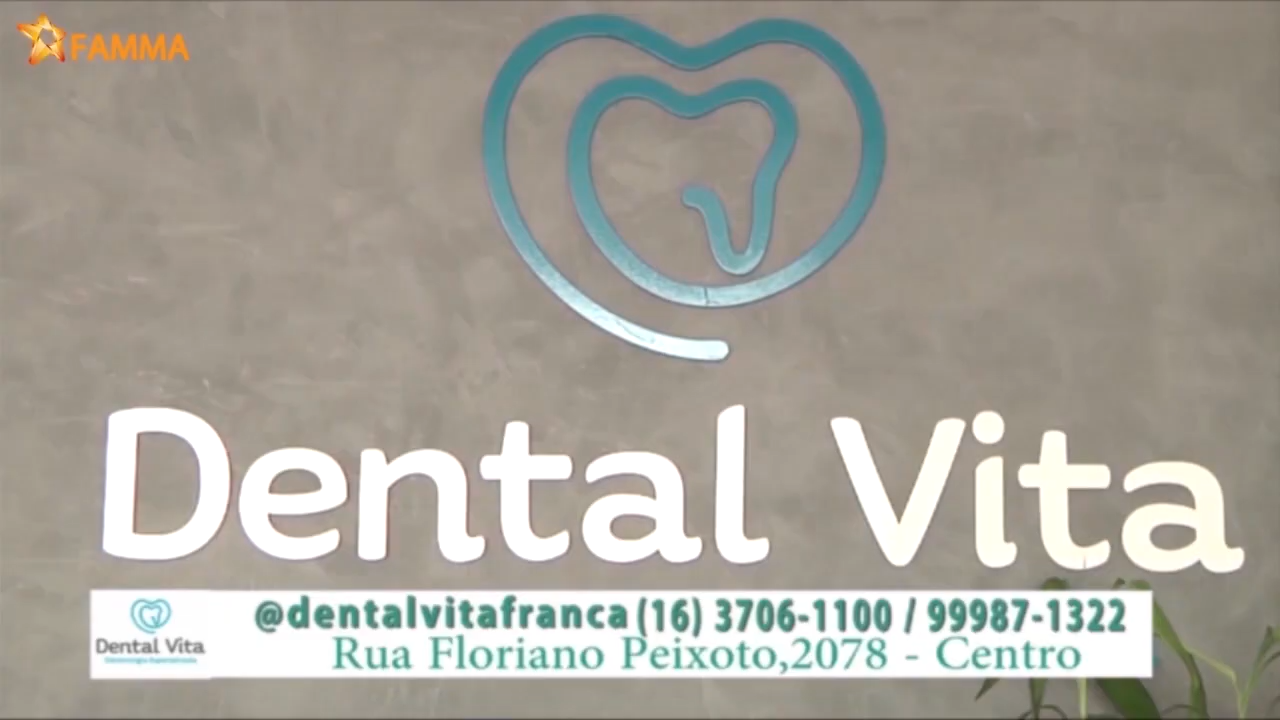 FAMMA
Dental Vita
@dentalvitafranca (16) 3706-1100 / 99987-1322
Dental Vita
Rua Floriano Peixoto,2078 - Centro